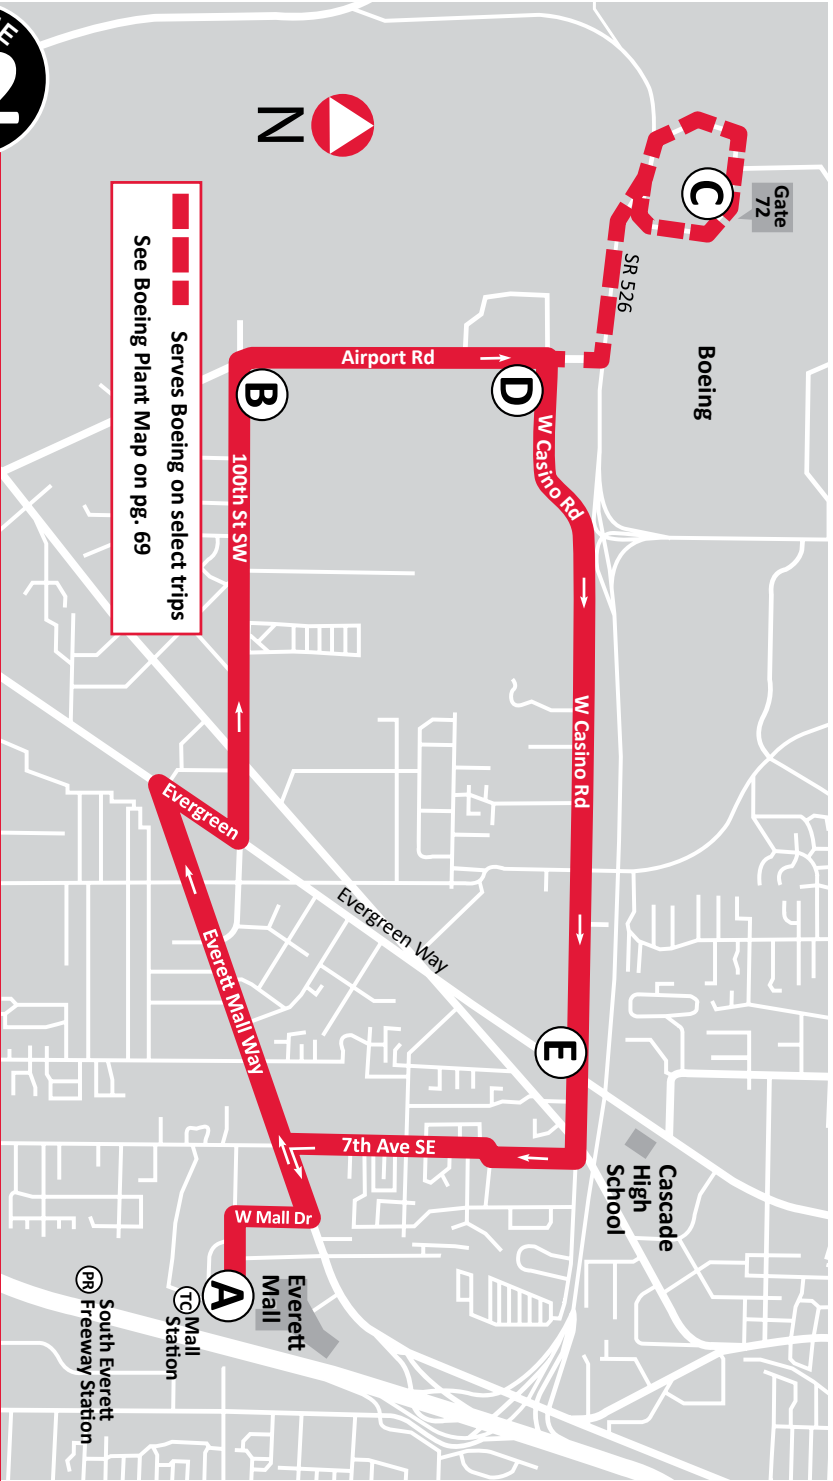 Gate
72
C
Boeing
SR 526
Cascade
High
School
W Casino Rd
W Casino Rd
D
E
Airport Rd
Evergreen Way
7th Ave SE
N
B
100th St SW
Evergreen
Everett Mall Way
W Mall Dr
Everett
Mall
A
TC
Mall
Station
PR
South Everett
Freeway Station
Serves Boeing on select trips
See Boeing Plant Map on pg. 69